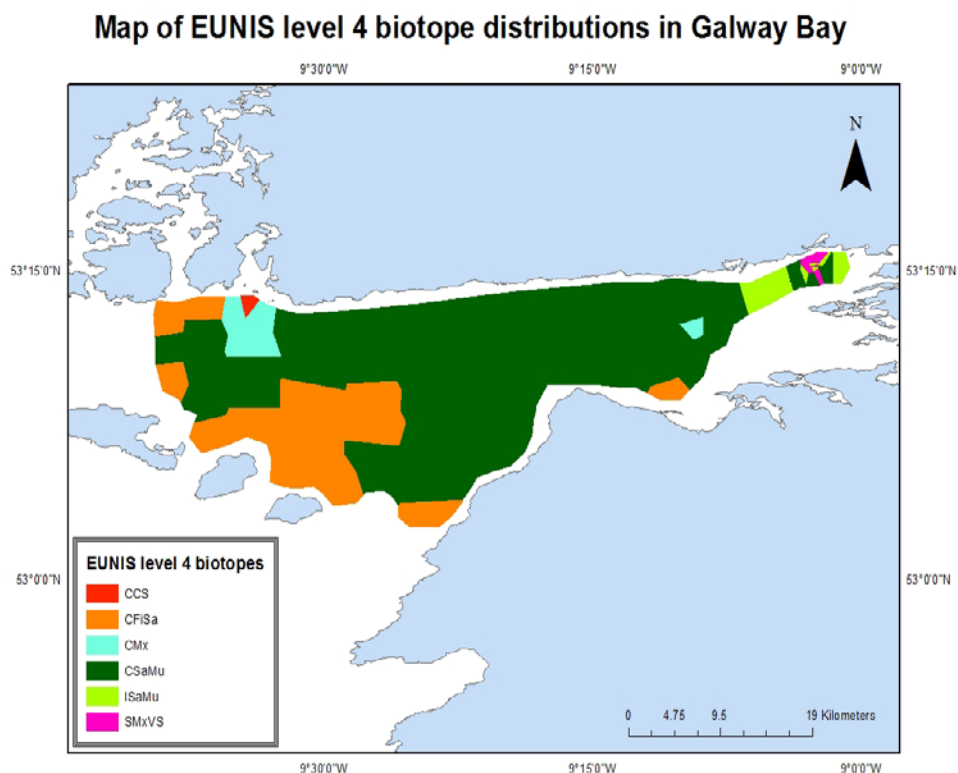 Map of EUNIS level 4 biotope distributions in Galway Bay
9°30'0"W 9°15'0"W 9°0'0"W
N
53°15'0"N 53°15'0"N
53°0'0"N 53°0'0"N
EUNIS level 4 biotopes
CCS
CFiSa
CMx
CSaMu
ISaMu
SMxVS
0 4.75 9.5 19 Kilometers
9°30'0"W 9°15'0"W 9°0'0"W